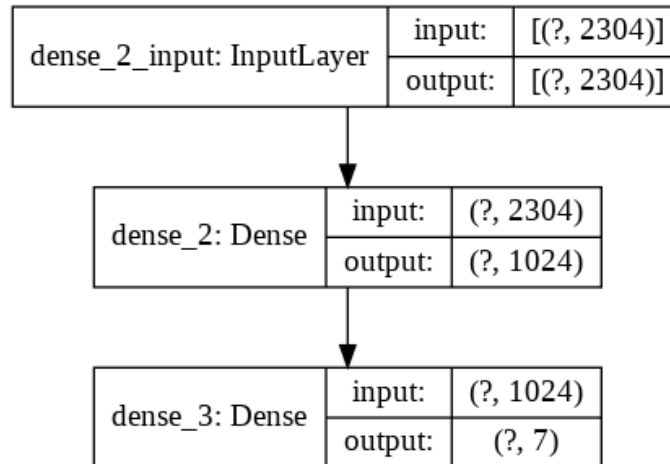 dense_2_input: InputLayer
input:
[(?, 2304)]
output:
[(?, 2304)]
dense_2: Dense
input:
(?, 2304)
output:
(?, 1024)
dense_3: Dense
input:
(?, 1024)
output:
(?, 7)